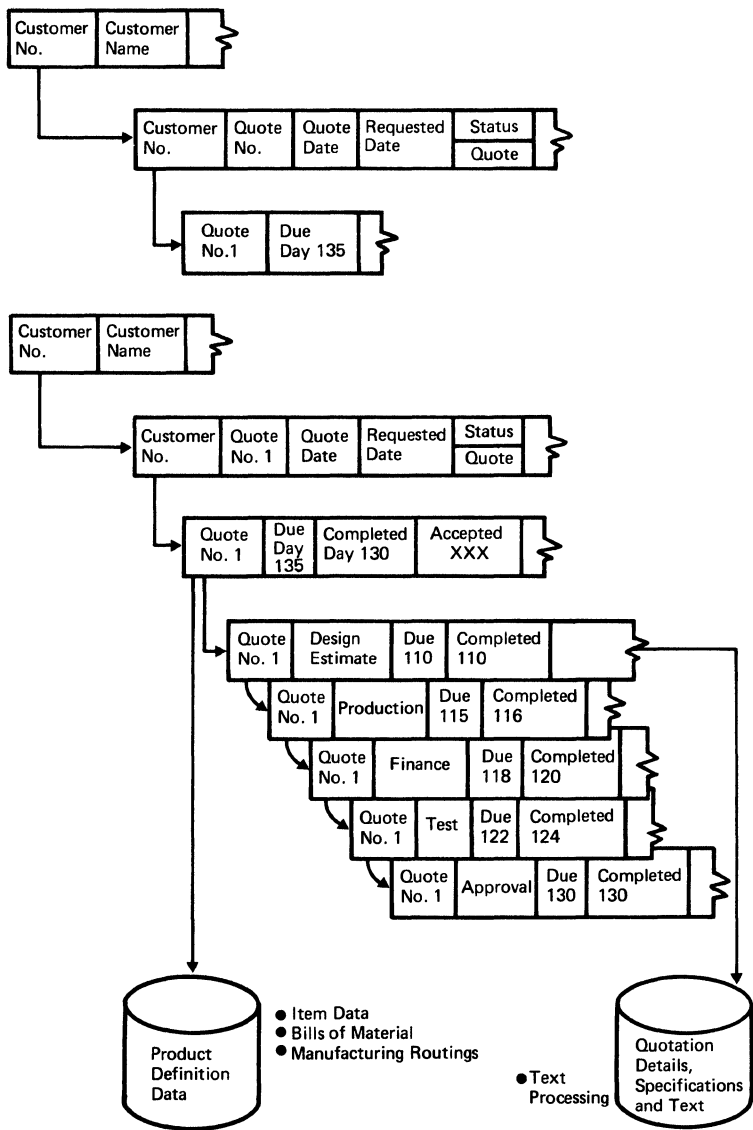 Customer No.
Customer Name
Customer No.
Quote No.
Quote Date
Requested Date
Status
Quote
Quote No.1
Due Day 135
Customer No.
Customer Name
Customer No.
Quote No. 1
Quote Date
Requested Date
Status
Quote
Quote No. 1
Due Day 135
Completed Day 130
Accepted XXX
Quote No. 1
Design Estimate
Due 110
Completed 110
Quote No. 1
Production
Due 115
Completed 116
Quote No. 1
Finance
Due 118
Completed 120
Quote No. 1
Test
Due 122
Completed 124
Quote No. 1
Approval
Due 130
Completed 130
Product
Definition
Data
● Item Data
● Bills of Material
● Manufacturing Routings
● Text
Processing
Quotation
Details,
Specifications
and Text